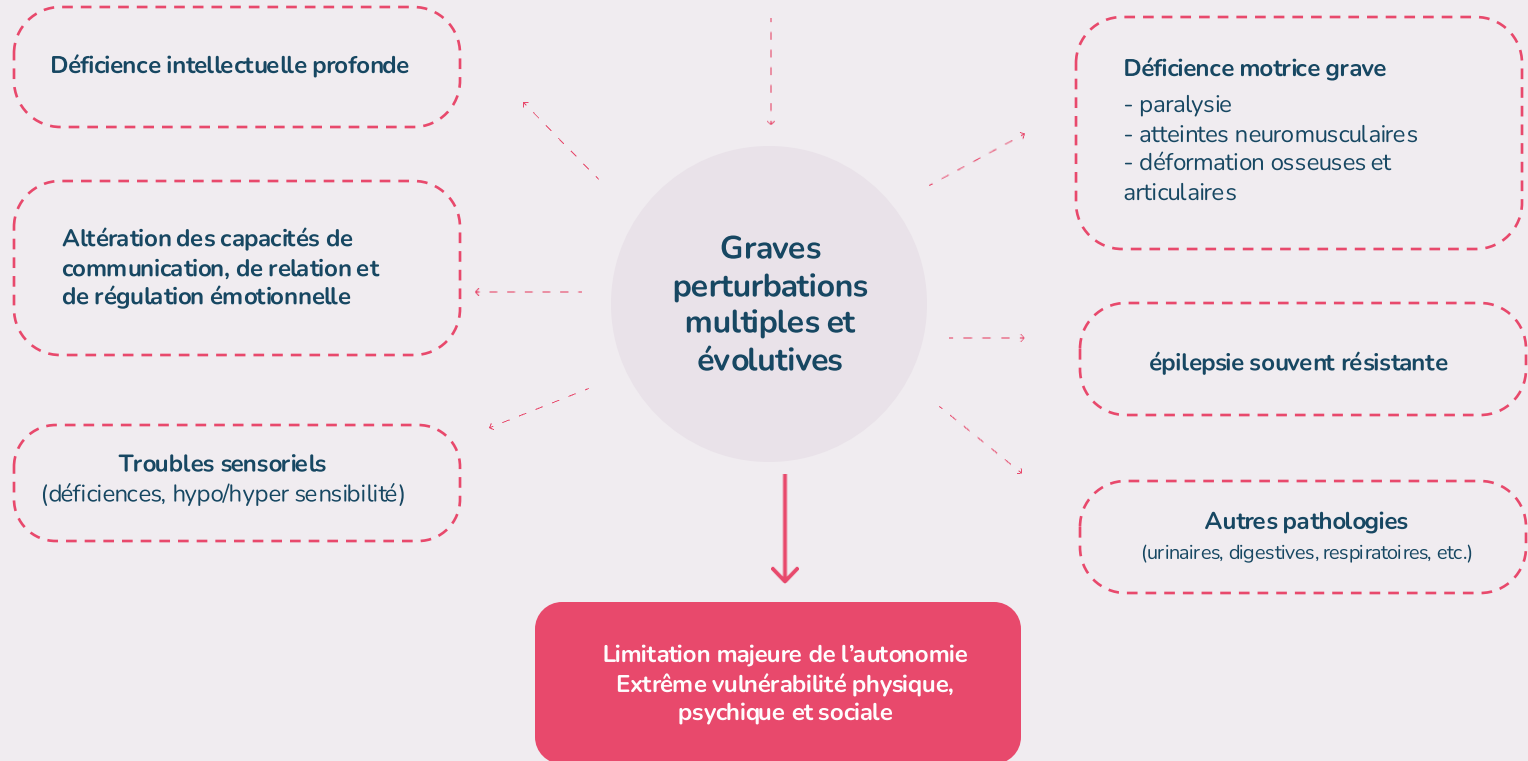 Déficience intellectuelle profonde
Altération des capacités de
communication, de relation et
de régulation émotionnelle
Troubles sensoriels
(déficiences, hypo/hyper sensibilité)
Graves
perturbations
multiples et
évolutives
Déficience motrice grave
- paralysie
- atteintes neuromusculaires
- déformation osseuses et
articulaires
épilepsie souvent résistante
Autres pathologies
(urinaires, digestives, respiratoires, etc.)
Limitation majeure de l’autonomie
Extrême vulnérabilité physique,
psychique et sociale